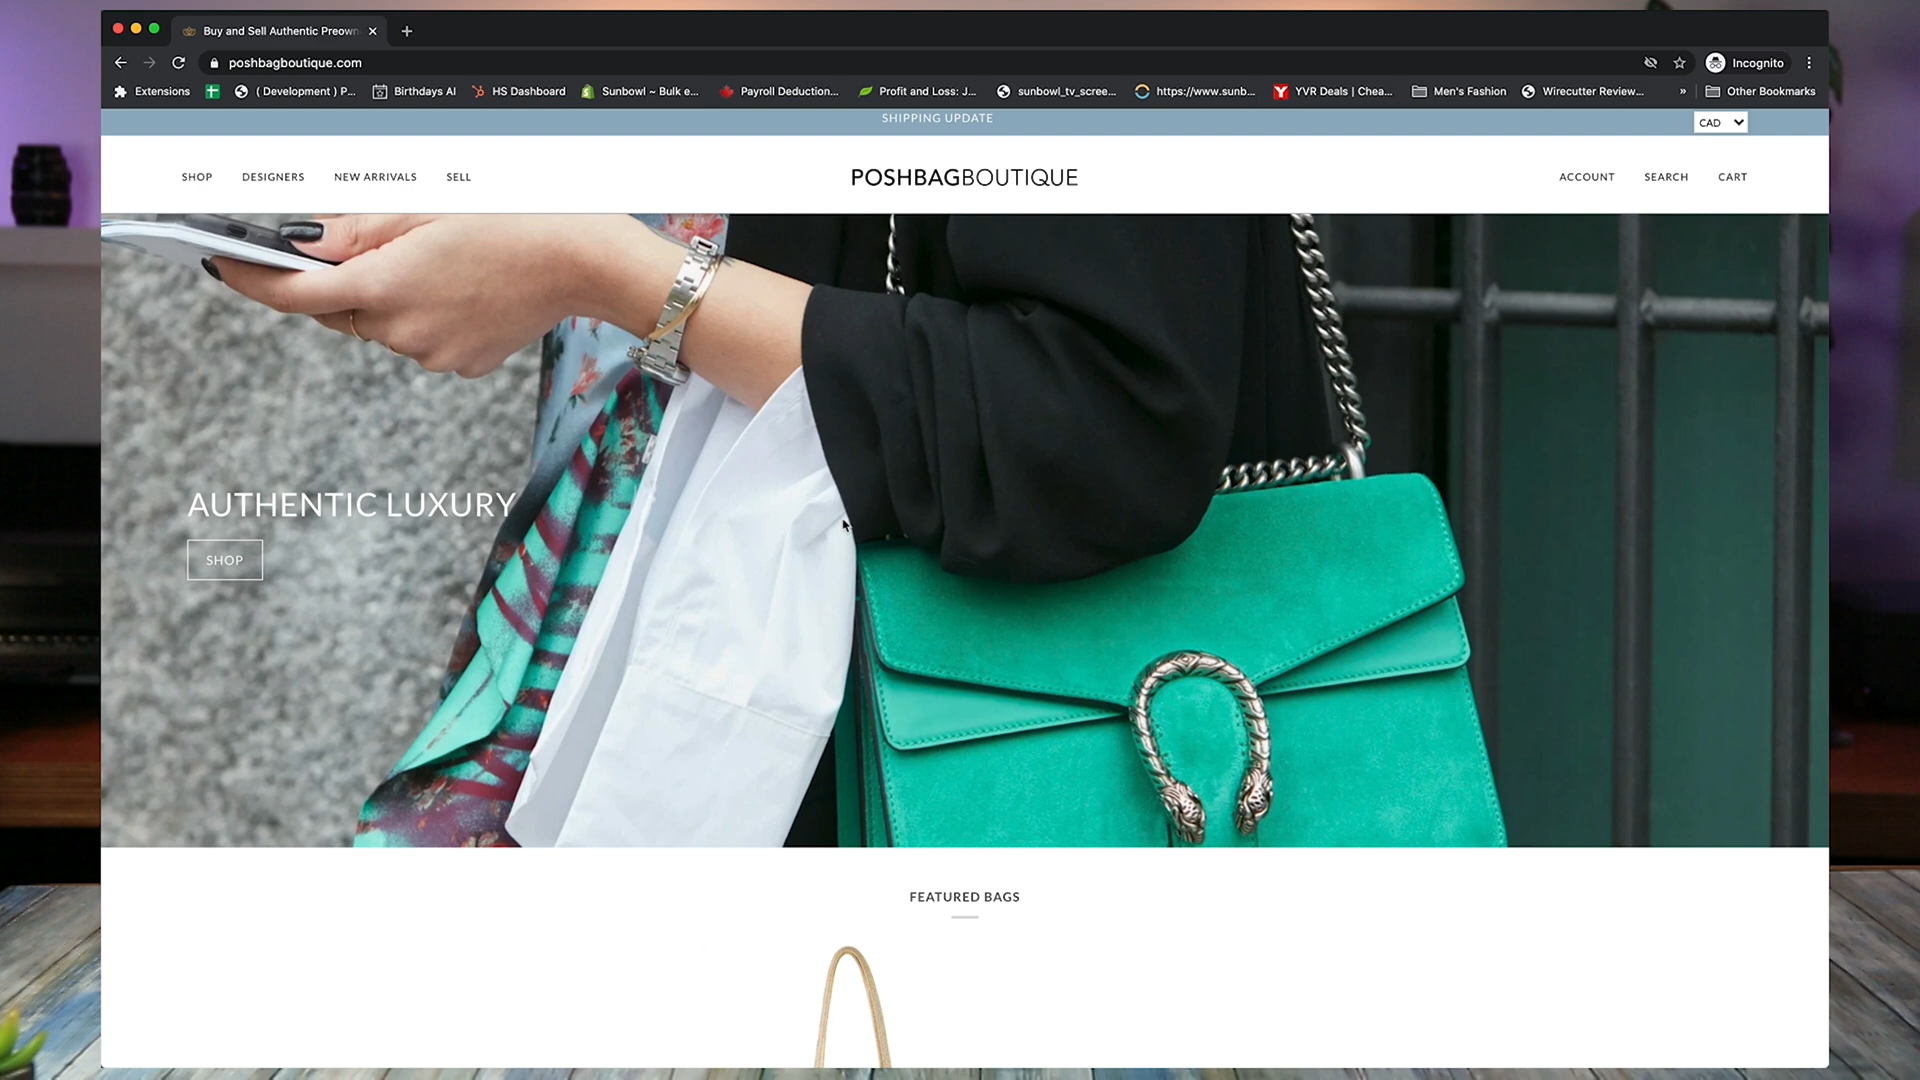 Buy and Sell Authentic Preown
poshbagboutique.com
Incognito
Extensions
( Development ) P...
Birthdays AI
HS Dashboard
Sunbowl ~ Bulk e...
Payroll Deduction...
Profit and Loss: J...
sunbowl_tv_scree...
https://www.sunb...
YVR Deals | Chea...
Men's Fashion
Wirecutter Review...
»
Other Bookmarks
SHIPPING UPDATE
CAD
SHOP
DESIGNERS
NEW ARRIVALS
SELL
POSHBAGBOUTIQUE
ACCOUNT
SEARCH
CART
AUTHENTIC LUXURY
SHOP
FEATURED BAGS